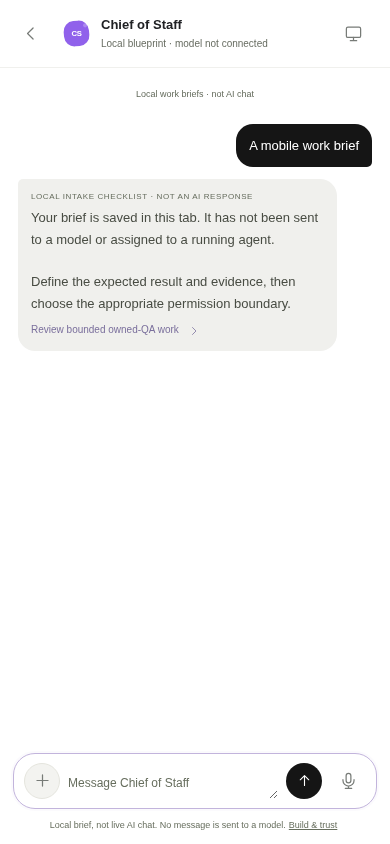 CS
Chief of Staff
Local blueprint · model not connected
Local work briefs · not AI chat
A mobile work brief
LOCAL INTAKE CHECKLIST · NOT AN AI RESPONSE
Your brief is saved in this tab. It has not been sent
to a model or assigned to a running agent.
Define the expected result and evidence, then
choose the appropriate permission boundary.
Review bounded owned-QA work
Message Chief of Staff
Local brief, not live AI chat. No message is sent to a model. Build & trust